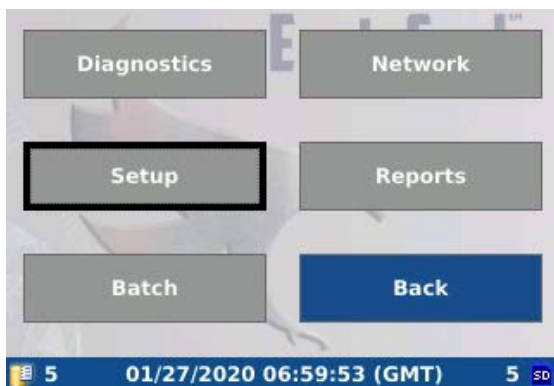 Diagnostics
Network
Setup
Reports
Batch
Back
5 01/27/2020 06:59:53 (GMT) 5 SD